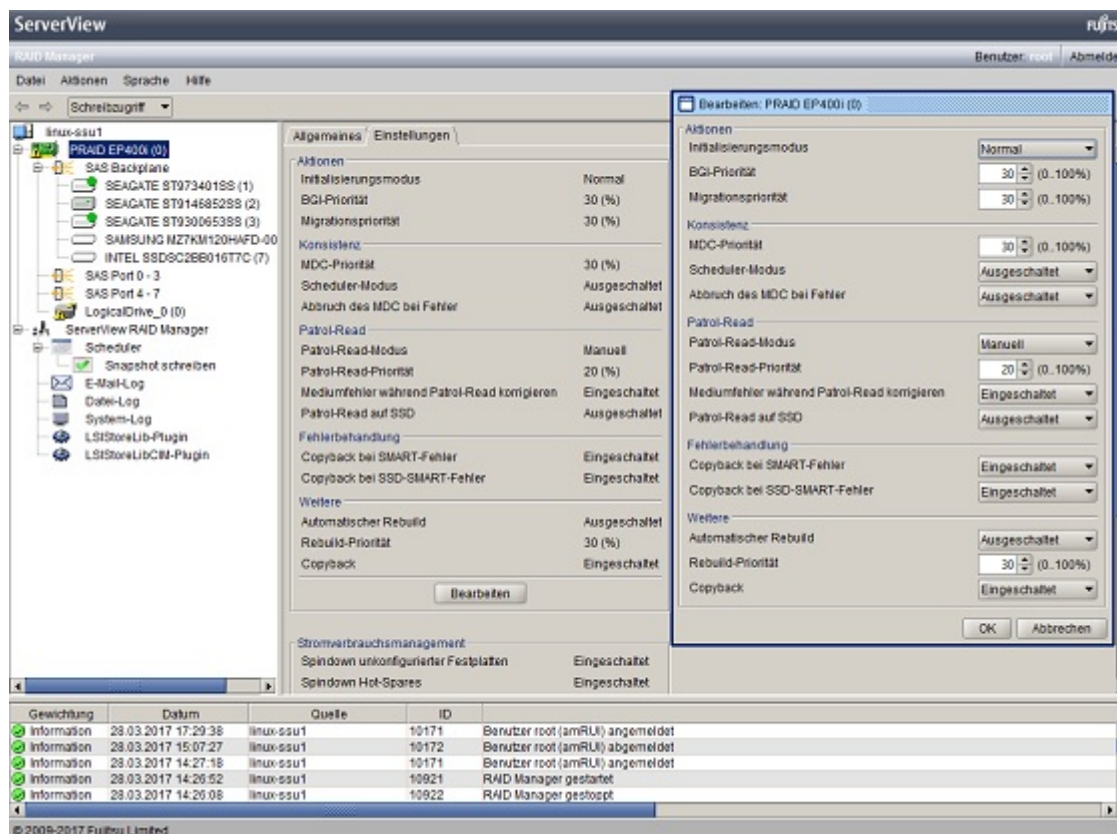 ServerView
RAID Manager
Benutzer: root Abmelde
Datei Aktionen Sprache Hilfe
Schreibzugriff
linux-ssu1
PRAID EP400i (0)
SAS Backplane
SEAGATE ST973401SS (1)
SEAGATE ST9146852SS (2)
SEAGATE ST9300653SS (3)
SAMSUNG MZ7KM120HAFD-00
INTEL SSDSC2BB016T7C (7)
SAS Port 0 - 3
SAS Port 4 - 7
LogicalDrive_0 (0)
ServerView RAID Manager
Scheduler
Snapshot schreiben
E-Mail-Log
Datei-Log
System-Log
LSIStoreLib-Plugin
LSIStoreLibCIM-Plugin
Allgemeines Einstellungen
Aktionen
Initialisierungsmodus Normal
BGI-Priorität 30 (%)
Migrationspriorität 30 (%)
Konsistenz
MDC-Priorität 30 (%)
Scheduler-Modus Ausgeschaltet
Abbruch des MDC bei Fehler Ausgeschaltet
Patrol-Read
Patrol-Read-Modus Manuell
Patrol-Read-Priorität 20 (%)
Mediumfehler während Patrol-Read korrigieren Eingeschaltet
Patrol-Read auf SSD Ausgeschaltet
Fehlerbehandlung
Copyback bei SMART-Fehler Eingeschaltet
Copyback bei SSD-SMART-Fehler Eingeschaltet
Weitere
Automatischer Rebuild Ausgeschaltet
Rebuild-Priorität 30 (%)
Copyback Eingeschaltet
Bearbeiten
Stromverbrauchsmanagement
Spindown unkonfigurierter Festplatten Eingeschaltet
Spindown Hot-Spares Eingeschaltet
Bearbeiten: PRAID EP400i (0)
Aktionen
Initialisierungsmodus Normal
BGI-Priorität 30 (0..100%)
Migrationspriorität 30 (0..100%)
Konsistenz
MDC-Priorität 30 (0..100%)
Scheduler-Modus Ausgeschaltet
Abbruch des MDC bei Fehler Ausgeschaltet
Patrol-Read
Patrol-Read-Modus Manuell
Patrol-Read-Priorität 20 (0..100%)
Mediumfehler während Patrol-Read korrigieren Eingeschaltet
Patrol-Read auf SSD Ausgeschaltet
Fehlerbehandlung
Copyback bei SMART-Fehler Eingeschaltet
Copyback bei SSD-SMART-Fehler Eingeschaltet
Weitere
Automatischer Rebuild Ausgeschaltet
Rebuild-Priorität 30 (0..100%)
Copyback Eingeschaltet
OK Abbrechen
Gewichtung Datum Quelle ID
Information 28.03.2017 17:29:38 linux-ssu1 10171 Benutzer root (amRUI) angemeldet
Information 28.03.2017 15:07:27 linux-ssu1 10172 Benutzer root (amRUI) abgemeldet
Information 28.03.2017 14:27:18 linux-ssu1 10171 Benutzer root (amRUI) angemeldet
Information 28.03.2017 14:26:52 linux-ssu1 10921 RAID Manager gestartet
Information 28.03.2017 14:26:08 linux-ssu1 10922 RAID Manager gestoppt
© 2009-2017 Fujitsu Limited